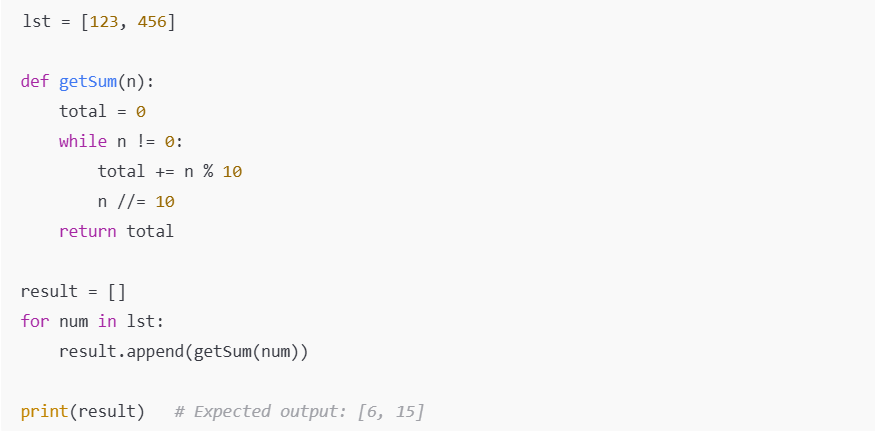 lst = [123, 456]
def getSum(n):
    total = 0
    while n != 0:
        total += n % 10
        n //= 10
    return total
result = []
for num in lst:
    result.append(getSum(num))
print(result)   # Expected output: [6, 15]